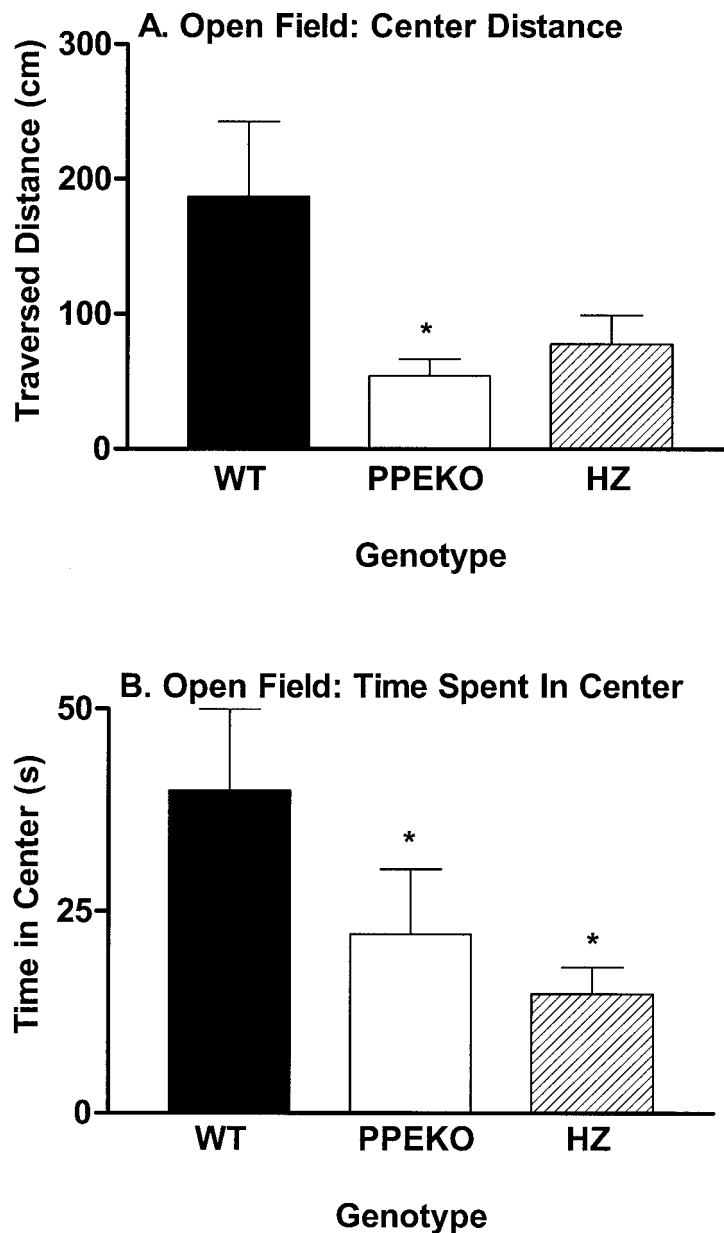 A. Open Field: Center Distance
Traversed Distance (cm)
300
200
100
0
*
WT PPEKO HZ
Genotype
B. Open Field: Time Spent In Center
Time in Center (s)
50
25
0
*
*
WT PPEKO HZ
Genotype